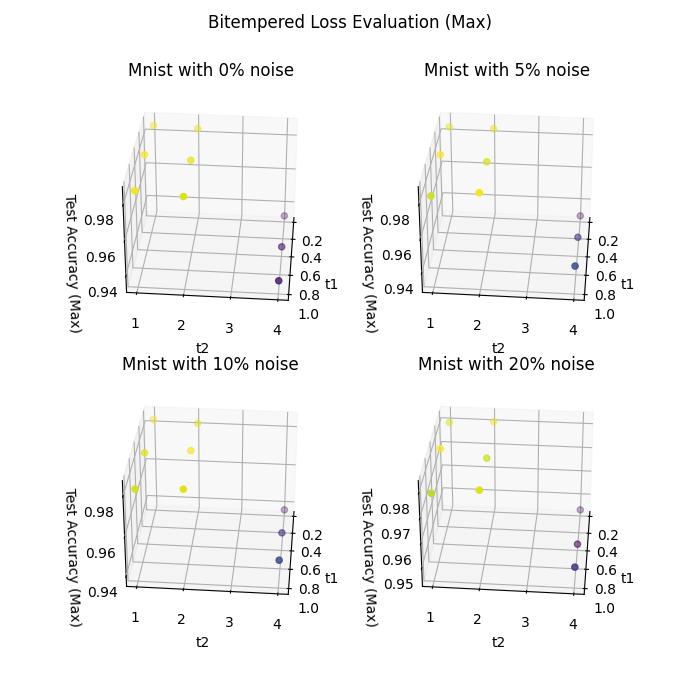 Bitempered Loss Evaluation (Max)
Mnist with 0% noise
Test Accuracy (Max)
0.98
0.96
0.94
1
2
3
4
t2
0.2
0.4
0.6
0.8
1.0
t1
Mnist with 5% noise
Test Accuracy (Max)
0.98
0.96
0.94
1
2
3
4
t2
0.2
0.4
0.6
0.8
1.0
t1
Mnist with 10% noise
Test Accuracy (Max)
0.98
0.96
0.94
1
2
3
4
t2
0.2
0.4
0.6
0.8
1.0
t1
Mnist with 20% noise
Test Accuracy (Max)
0.98
0.97
0.96
0.95
1
2
3
4
t2
0.2
0.4
0.6
0.8
1.0
t1